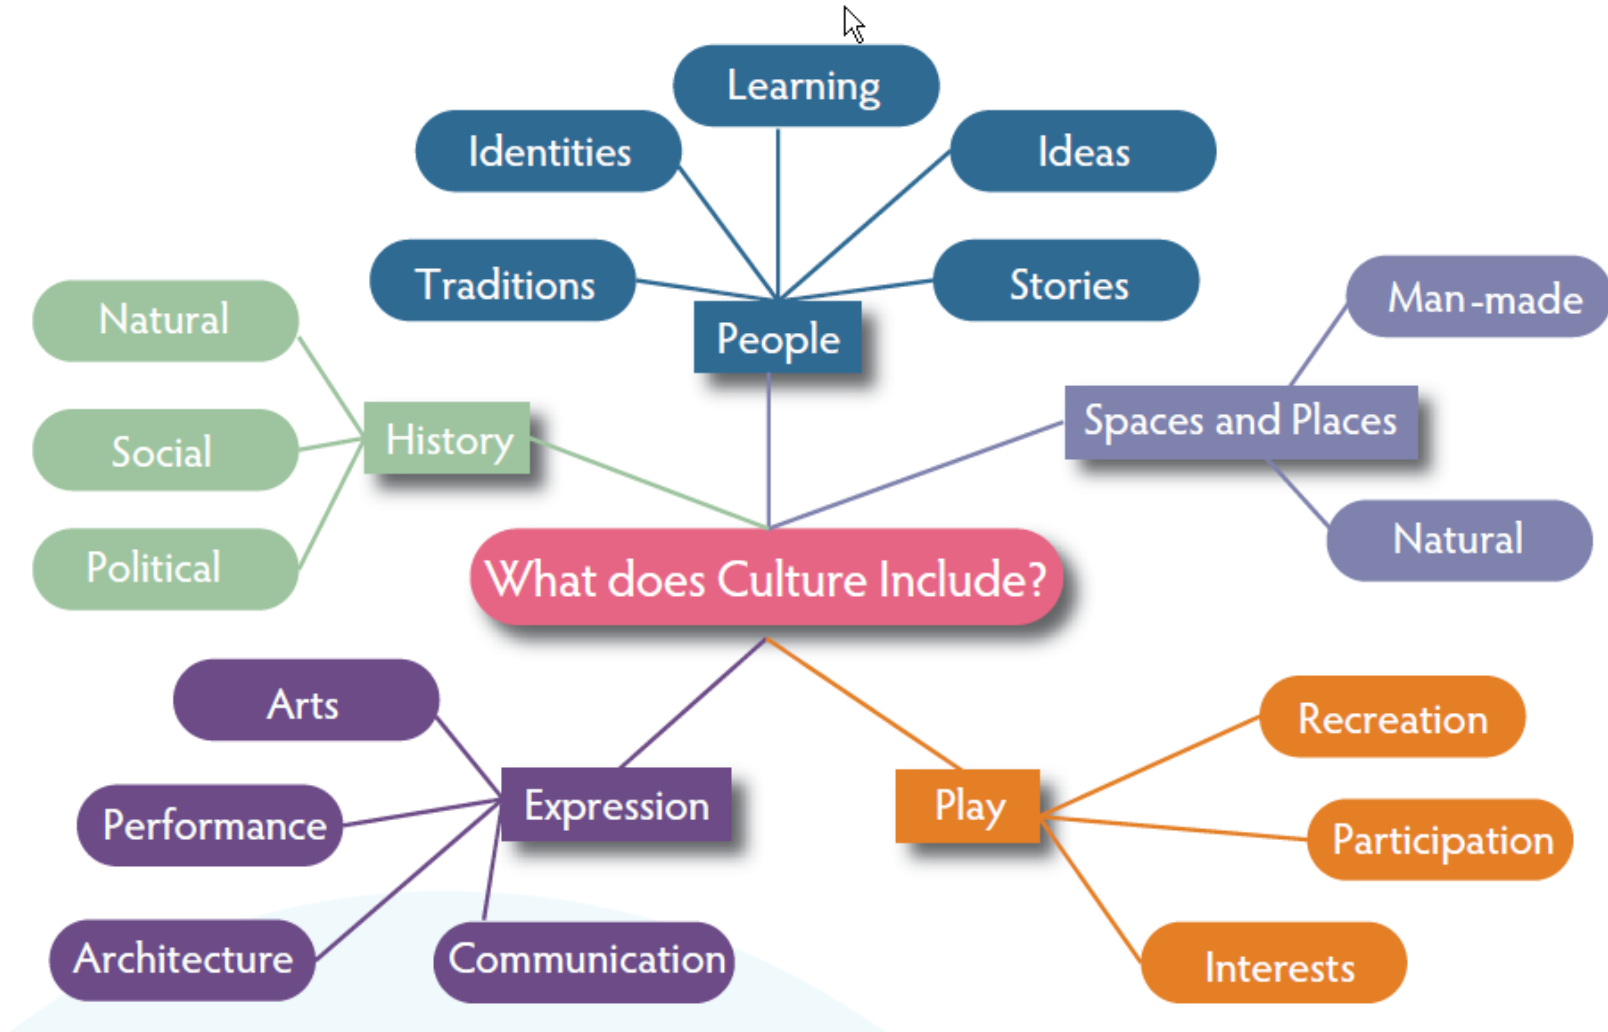 Learning
Identities
Ideas
Traditions
Stories
People
Natural
Social
Political
History
Man-made
Spaces and Places
Natural
What does Culture Include?
Arts
Performance
Architecture
Communication
Expression
Play
Recreation
Participation
Interests